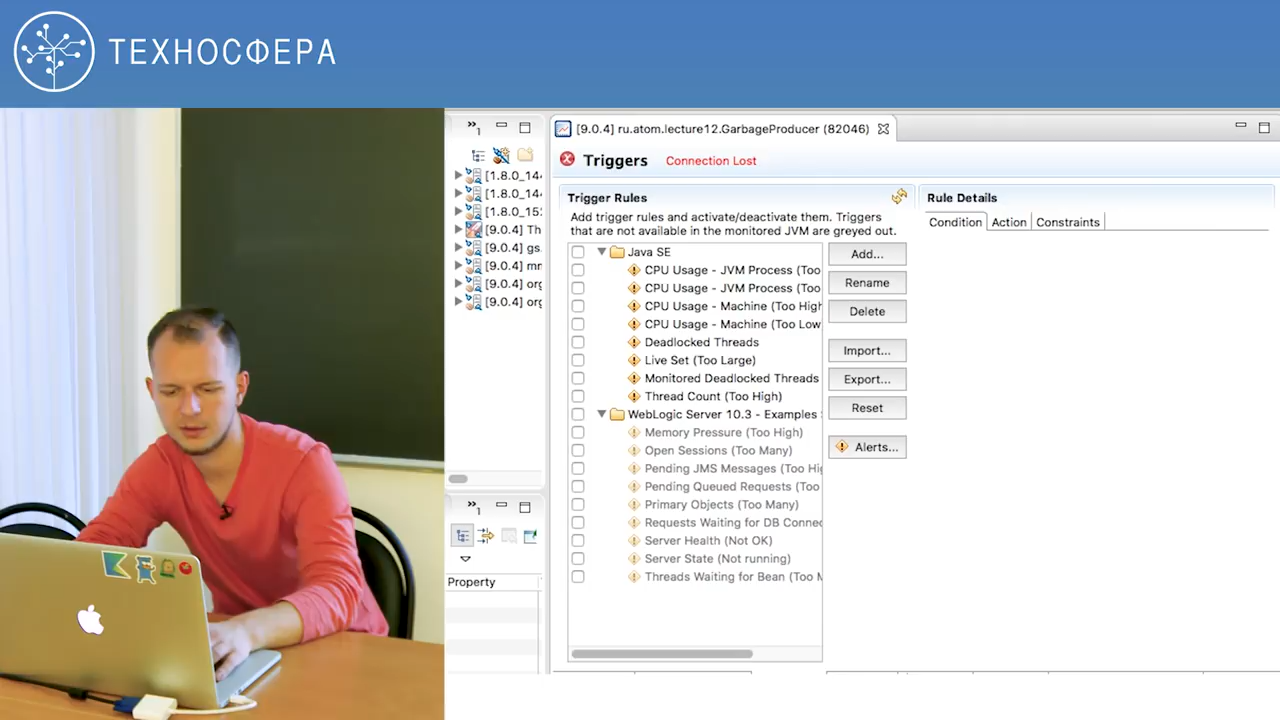 ТЕХНОСФЕРА
[9.0.4] ru.atom.lecture12.GarbageProducer (82046)
Triggers Connection Lost
Trigger Rules
Add trigger rules and activate/deactivate them. Triggers
that are not available in the monitored JVM are greyed out.
Java SE
CPU Usage - JVM Process (Too
CPU Usage - JVM Process (Too
CPU Usage - Machine (Too High
CPU Usage - Machine (Too Low
Deadlocked Threads
Live Set (Too Large)
Monitored Deadlocked Threads
Thread Count (Too High)
WebLogic Server 10.3 - Examples
Memory Pressure (Too High)
Open Sessions (Too Many)
Pending JMS Messages (Too Hi
Pending Queued Requests (Too
Primary Objects (Too Many)
Requests Waiting for DB Connec
Server Health (Not OK)
Server State (Not running)
Threads Waiting for Bean (Too M
Add...
Rename
Delete
Import...
Export...
Reset
Alerts...
Rule Details
Condition Action Constraints
[1.8.0_14
[1.8.0_14
[1.8.0_15
[9.0.4] Th
[9.0.4] gs
[9.0.4] mn
[9.0.4] org
[9.0.4] org
Property